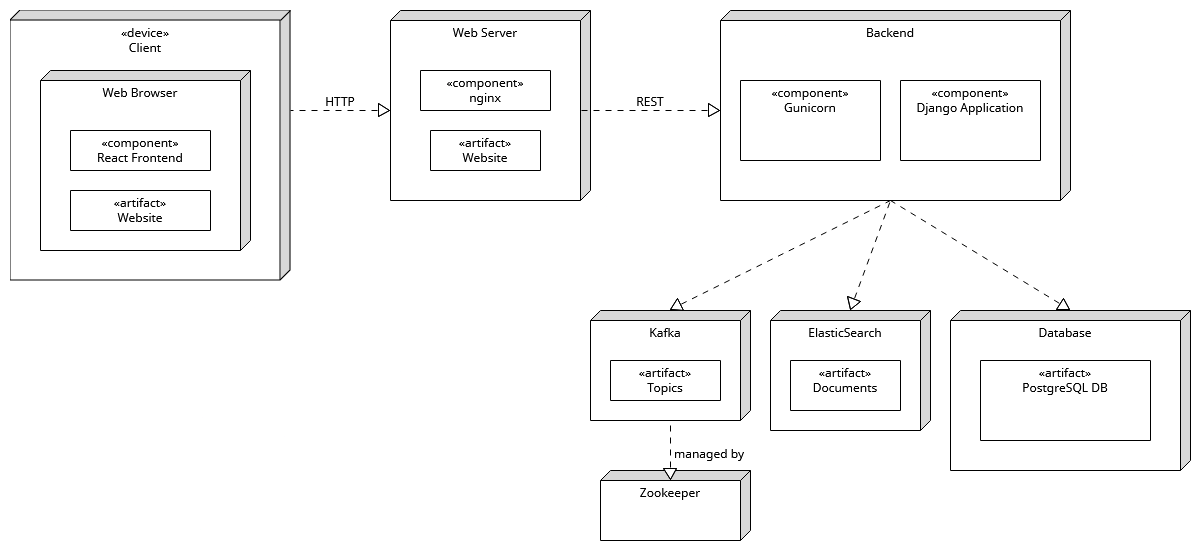 «device»
Client
Web Browser
«component»
React Frontend
«artifact»
Website
HTTP
Web Server
«component»
nginx
«artifact»
Website
REST
Backend
«component»
Gunicorn
«component»
Django Application
Kafka
«artifact»
Topics
ElasticSearch
«artifact»
Documents
Database
«artifact»
PostgreSQL DB
managed by
Zookeeper